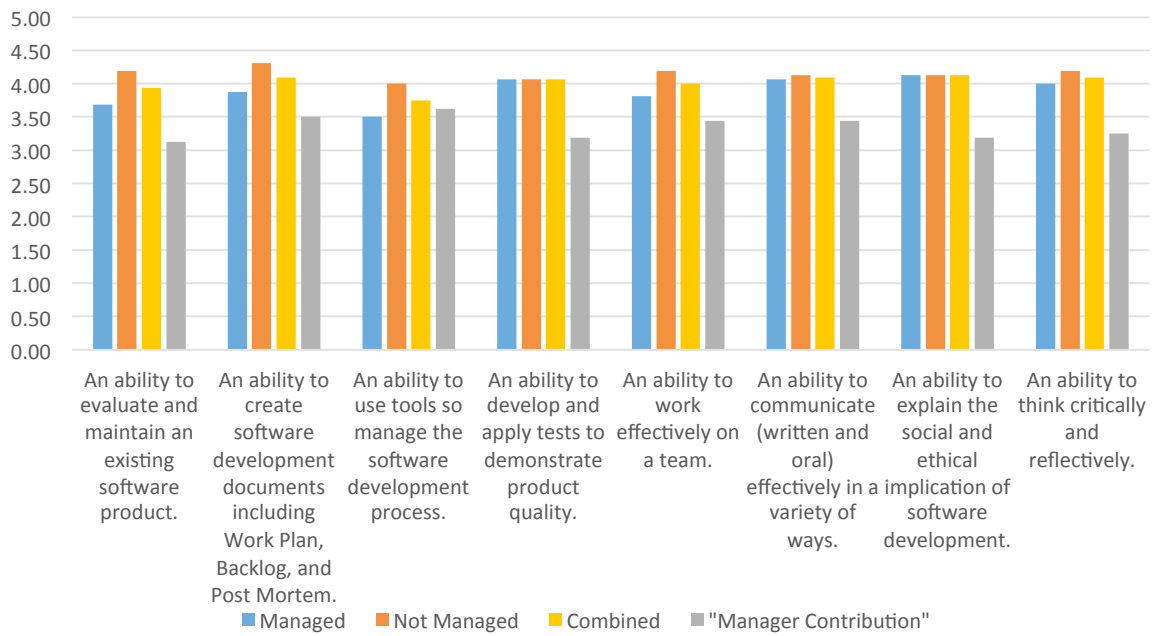 5.00
4.50
4.00
3.50
3.00
2.50
2.00
1.50
1.00
0.50
0.00
An ability to
evaluate and
maintain an
existing
software
product.
An ability to
create
software
development
documents
including
Work Plan,
Backlog, and
Post Mortem.
An ability to
use tools so
manage the
software
development
process.
An ability to
develop and
apply tests to
demonstrate
product
quality.
An ability to
work
effectively on
a team.
An ability to
communicate
(written and
oral)
effectively in a
variety of
ways.
An ability to
explain the
social and
ethical
implication of
software
development.
An ability to
think critically
and
reflectively.
Managed
Not Managed
Combined
"Manager Contribution"